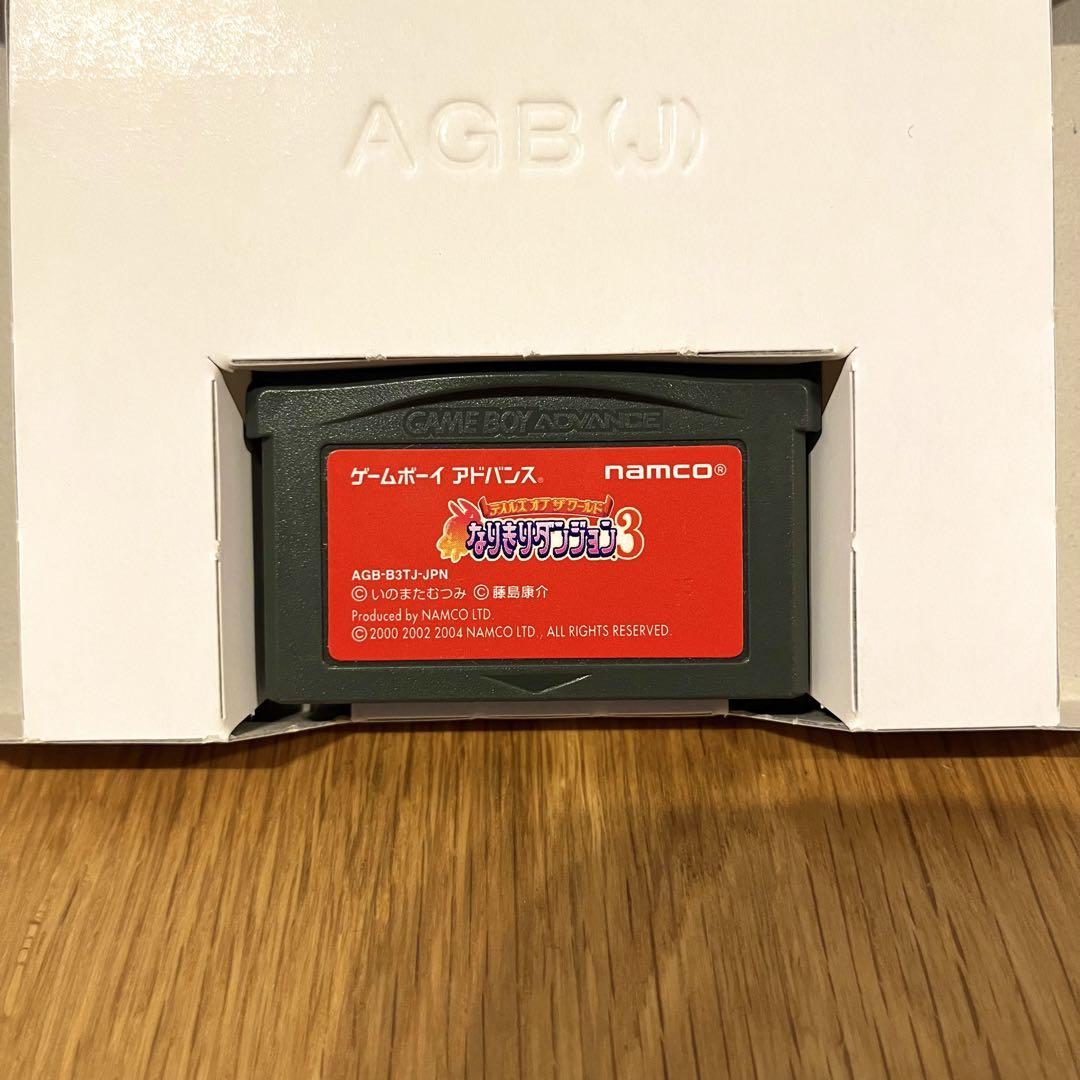 AGB(J)
GAME BOY ADVANCE
ゲームボーイ アドバンス® namco®
テイルズ オブ ザ ワールド
なりきりダンジョン3
AGB-B3TJ-JPN
©いのまたむつみ ©藤島康介
Produced by NAMCO LTD.
©2000 2002 2004 NAMCO LTD., ALL RIGHTS RESERVED.